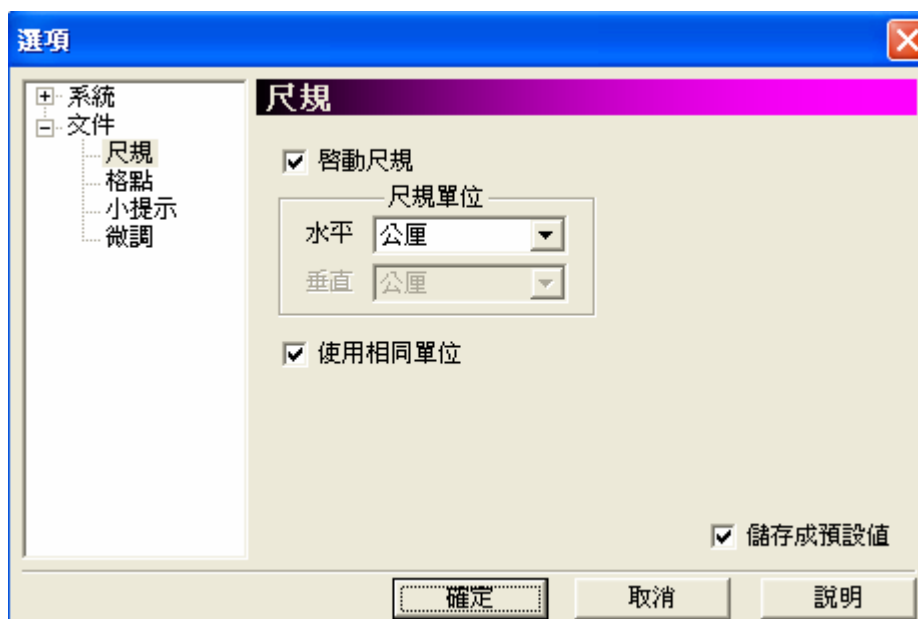 選項
系統
文件
尺規
格點
小提示
微調
尺規
啓動尺規
尺規單位
水平 公厘
垂直 公厘
使用相同單位
儲存成預設值
確定 取消 說明